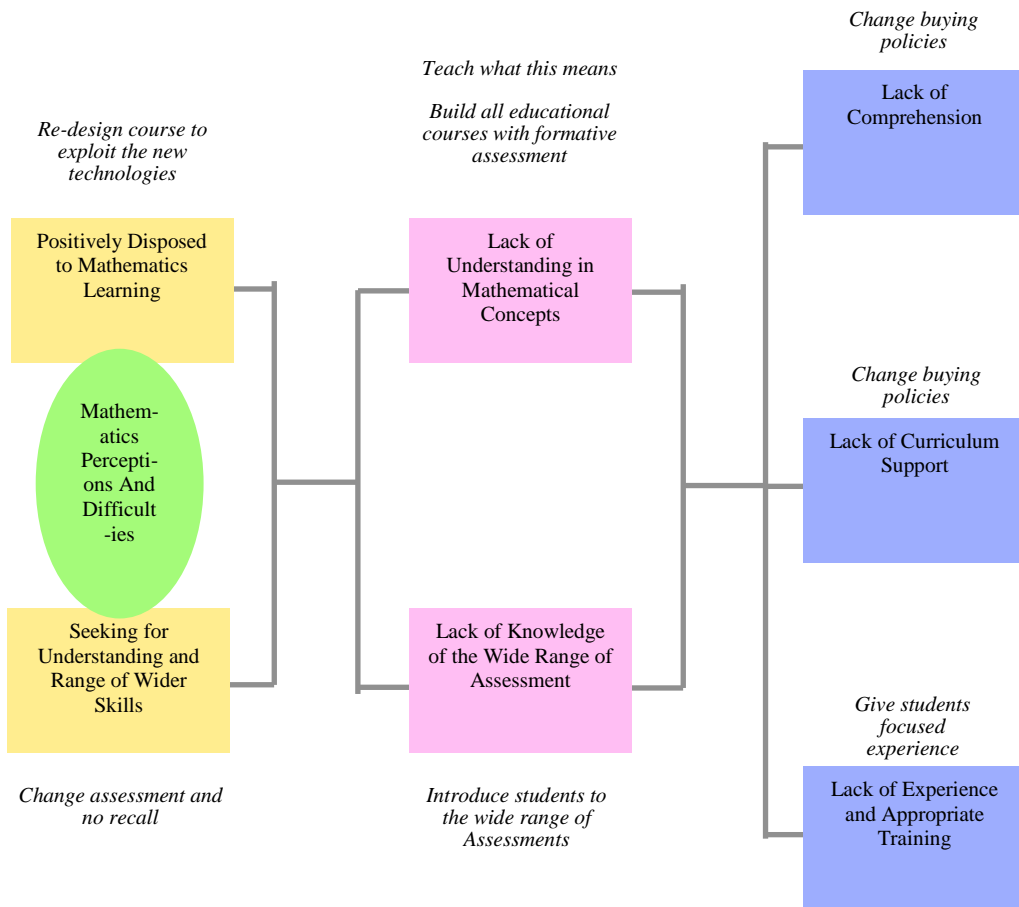 Re-design course to
exploit the new
technologies
Positively Disposed
to Mathematics
Learning
Mathem-
atics
Percepti-
ons And
Difficult
-ies
Seeking for
Understanding and
Range of Wider
Skills
Change assessment and
no recall
Teach what this means
Build all educational
courses with formative
assessment
Lack of
Understanding in
Mathematical
Concepts
Lack of Knowledge
of the Wide Range of
Assessment
Introduce students to
the wide range of
Assessments
Change buying
policies
Lack of
Comprehension
Change buying
policies
Lack of Curriculum
Support
Give students
focused
experience
Lack of Experience
and Appropriate
Training